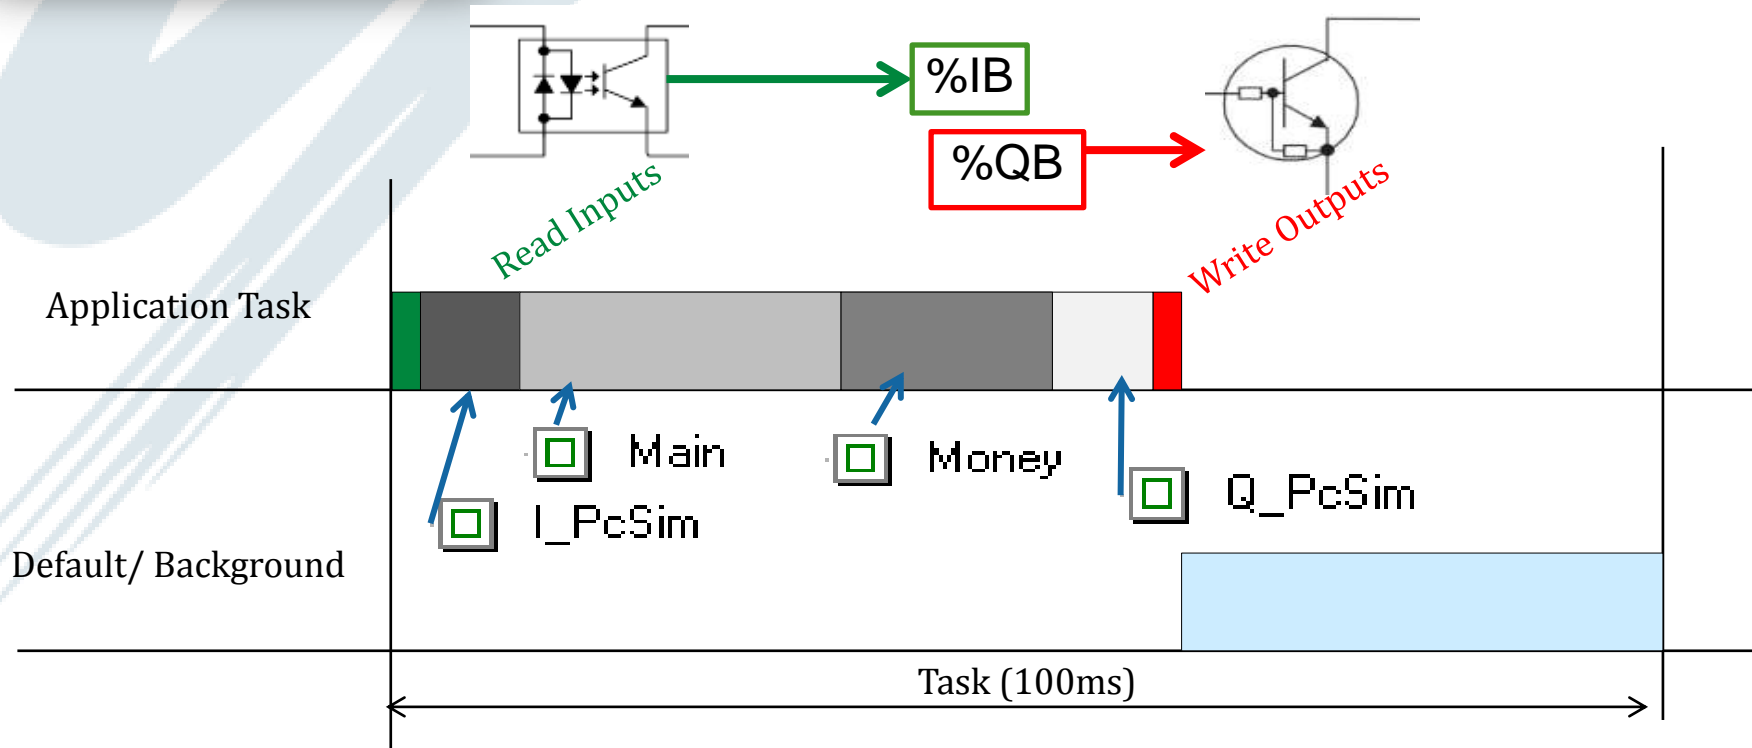 %IB
%QB
Read Inputs
Write Outputs
Application Task
Main
Money
I_PcSim
Q_PcSim
Default/ Background
Task (100ms)